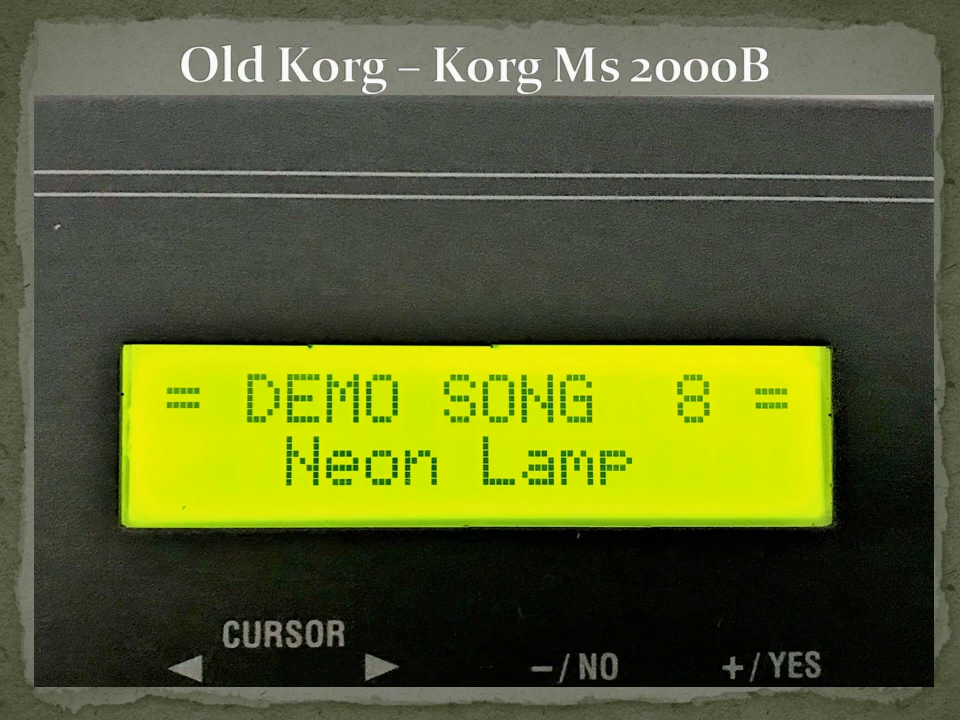 Old Korg – Korg Ms 2000B
= DEMO SONG 8 =
Neon Lamp
CURSOR
◀ ▶ –/NO +/YES